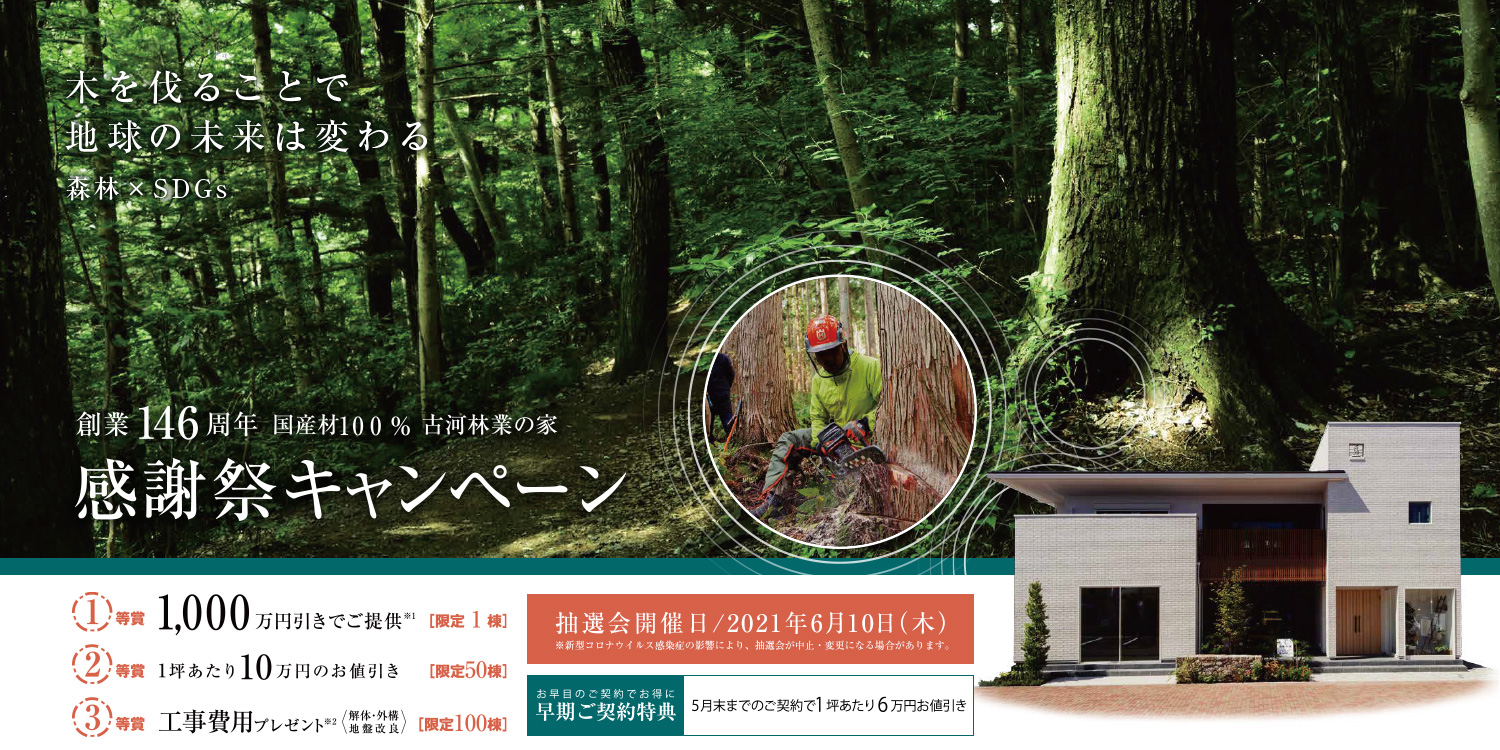 木を伐ることで
地球の未来は変わる
森林×SDGs
創業146周年 国産材100% 古河林業の家
感謝祭キャンペーン
1等賞 1,000万円引きでご提供※1 [限定1棟]
2等賞 1坪あたり10万円のお値引き [限定50棟]
3等賞 工事費用プレゼント※2〈解体・外構 地盤改良〉 [限定100棟]
抽選会開催日/2021年6月10日(木)
※新型コロナウイルス感染症の影響により、抽選会が中止・変更になる場合があります。
お早目のご契約でお得に
早期ご契約特典
5月末までのご契約で1坪あたり6万円お値引き